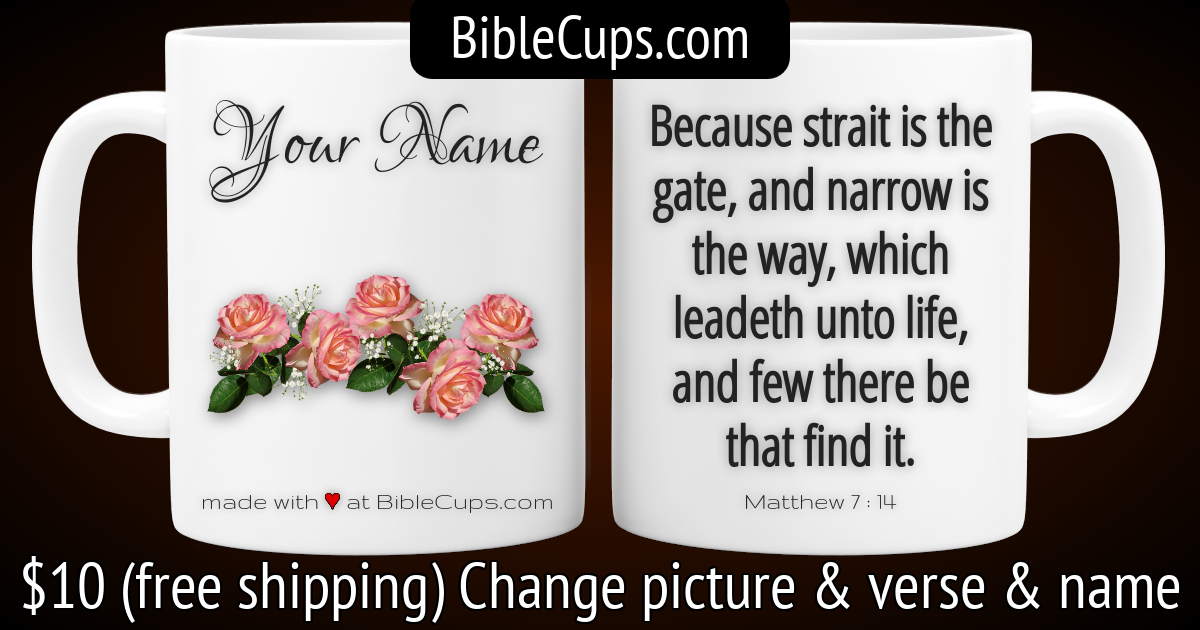 BibleCups.com
Your Name
made with ♥ at BibleCups.com
Because strait is the
gate, and narrow is
the way, which
leadeth unto life,
and few there be
that find it.
Matthew 7 : 14
$10 (free shipping) Change picture & verse & name